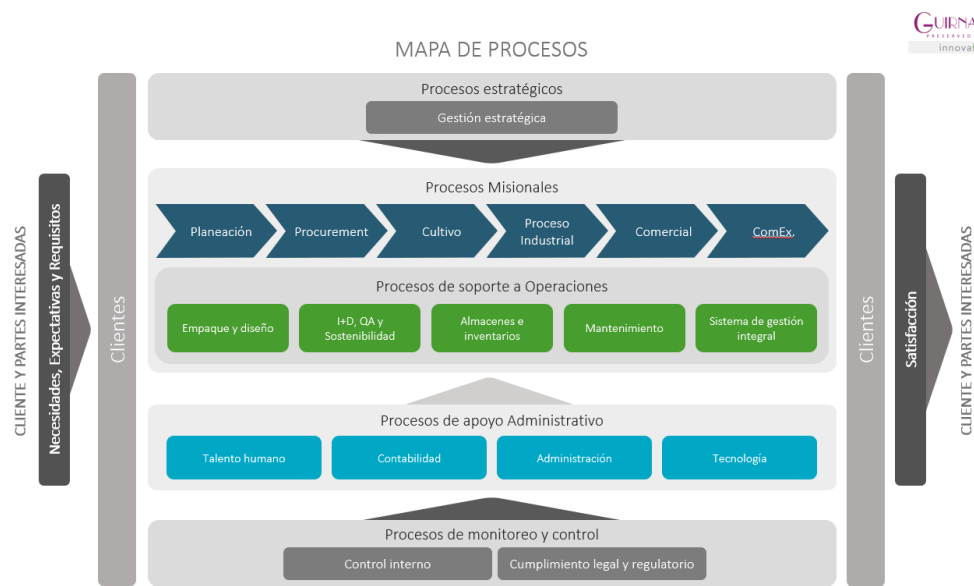 GUIRNA
PRESERVED
innovat
MAPA DE PROCESOS
Procesos estratégicos
Gestión estratégica
CLIENTE Y PARTES INTERESADAS
Necesidades, Expectativas y Requisitos
Clientes
Procesos Misionales
Planeación
Procurement
Cultivo
Proceso
Industrial
Comercial
ComEx.
Procesos de soporte a Operaciones
Empaque y diseño
I+D, QA y
Sostenibilidad
Almacenes e
inventarios
Mantenimiento
Sistema de gestión
integral
Procesos de apoyo Administrativo
Talento humano
Contabilidad
Administración
Tecnología
Procesos de monitoreo y control
Control interno
Cumplimiento legal y regulatorio
Clientes
Satisfacción
CLIENTE Y PARTES INTERESADAS